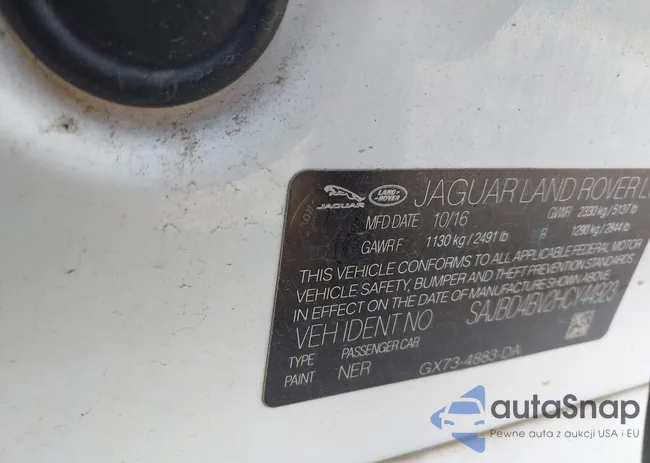 JAGUAR LAND ROVER JAGUAR LAND ROVER L
MFD DATE 10/16 GVWR 2330 kg / 5137 lb
GAWR F 1130 kg / 2491 lb R 1290 kg / 2844 lb
THIS VEHICLE CONFORMS TO ALL APPLICABLE FEDERAL MOTOR
VEHICLE SAFETY, BUMPER AND THEFT PREVENTION STANDARDS
IN EFFECT ON THE DATE OF MANUFACTURE SHOWN ABOVE.
VEH IDENT NO. SAJBD4BV2HCY44923
TYPE PASSENGER CAR
PAINT NER GX73-4883-DA
autaSnap
Pewne auta z aukcji USA i EU